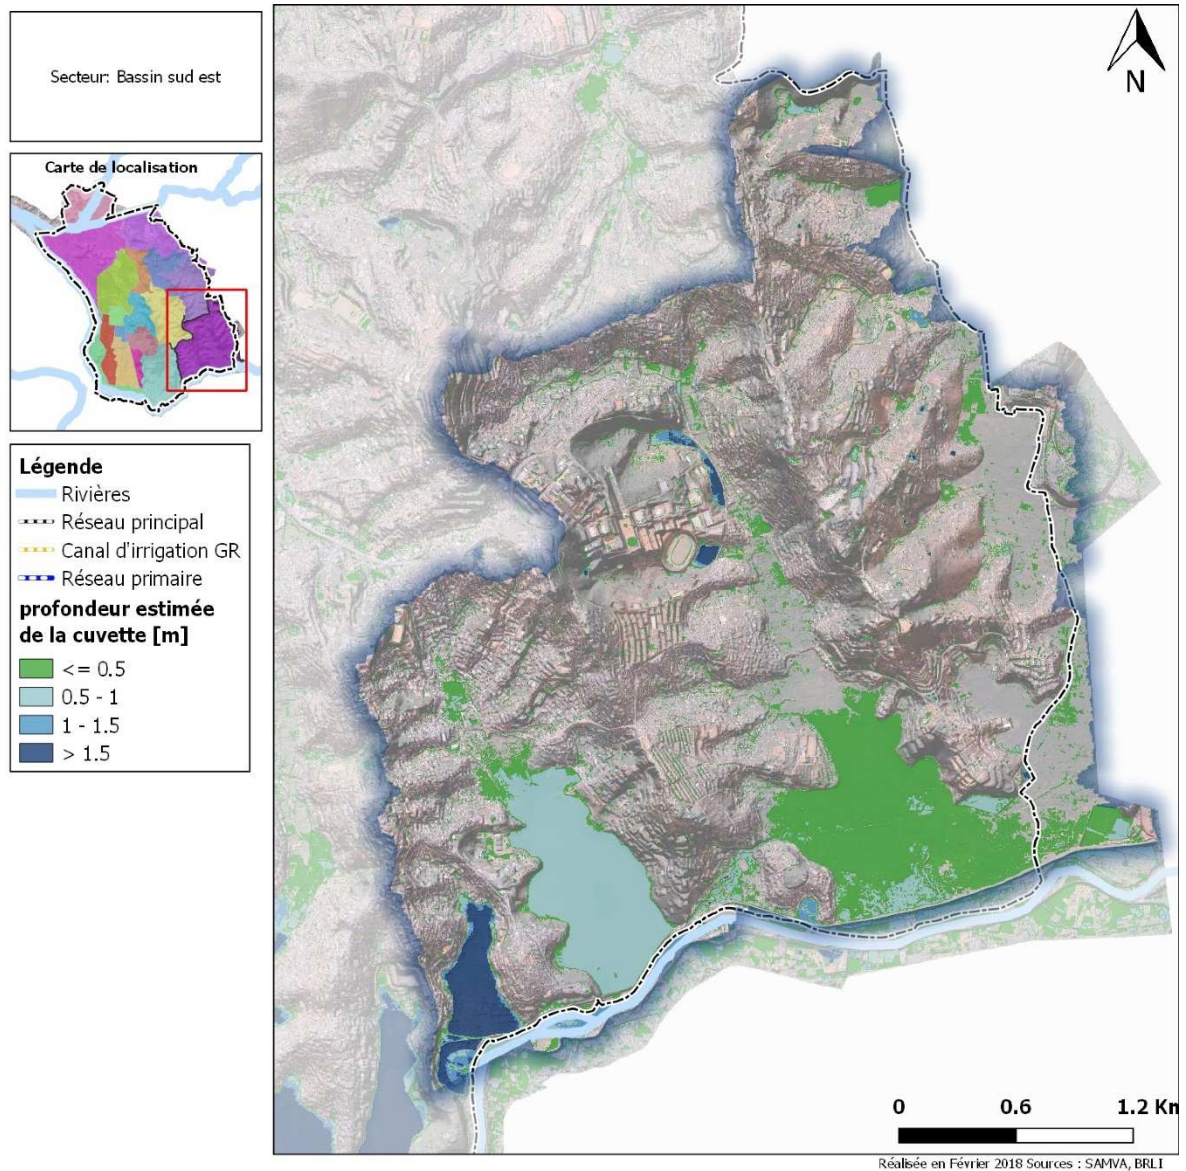 Secteur: Bassin sud est
Carte de localisation
Légende
Rivières
Réseau principal
Canal d'irrigation GR
Réseau primaire
profondeur estimée
de la cuvette [m]
<= 0.5
0.5 - 1
1 - 1.5
> 1.5
N
0 0.6 1.2 Km
Réalisée en Février 2018 Sources : SAMVA, BRLI